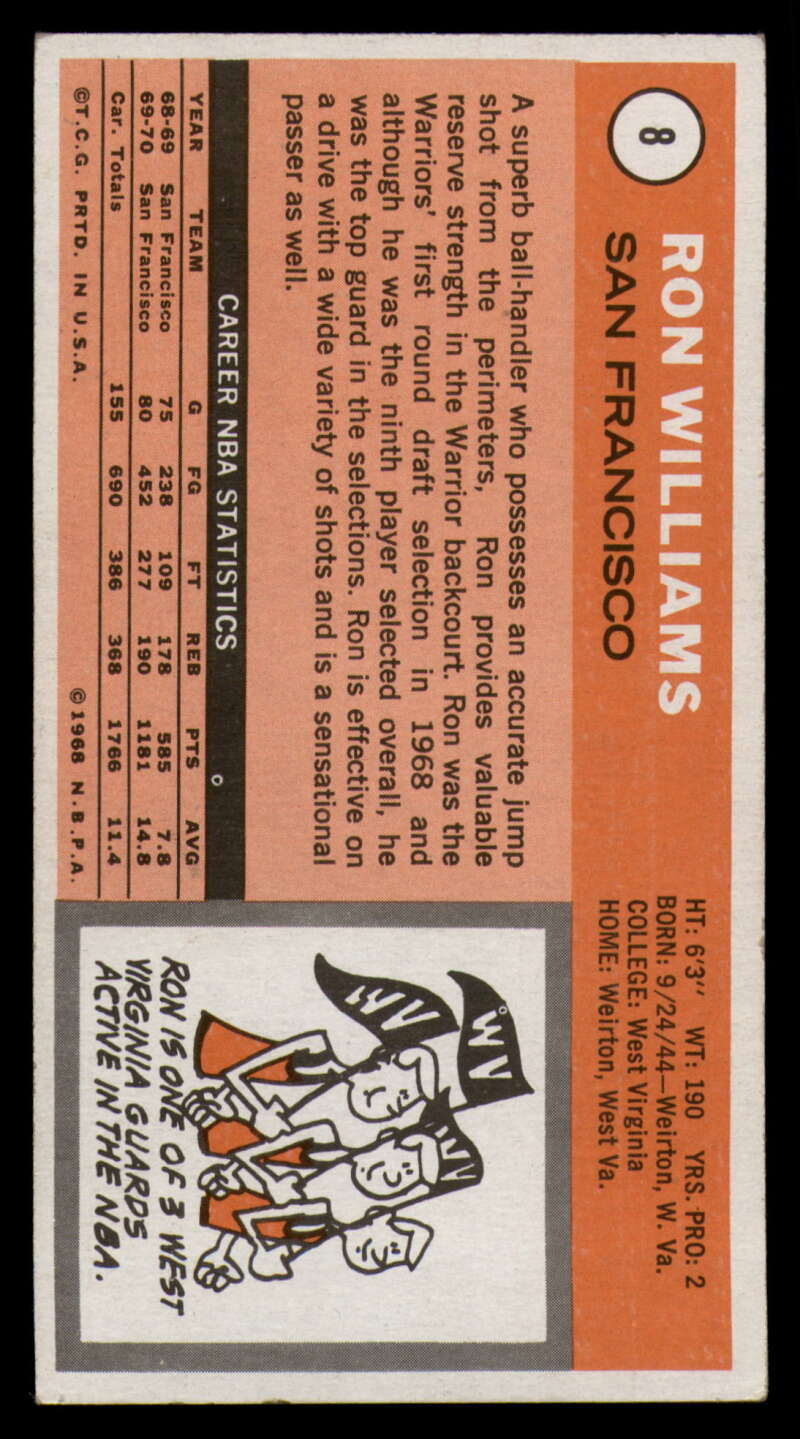 8
RON WILLIAMS
SAN FRANCISCO
HT: 6'3" WT: 190 YRS. PRO: 2
BORN: 9/24/44—Weirton, W. Va.
COLLEGE: West Virginia
HOME: Weirton, West Va.
A superb ball-handler who possesses an accurate jump
shot from the perimeters, Ron provides valuable
reserve strength in the Warrior backcourt. Ron was the
Warriors' first round draft selection in 1968 and
although he was the ninth player selected overall, he
was the top guard in the selections. Ron is effective on
a drive with a wide variety of shots and is a sensational
passer as well.
CAREER NBA STATISTICS
YEAR TEAM G FG FT REB PTS AVG
68-69 San Francisco 75 238 109 178 585 7.8
69-70 San Francisco 80 452 277 190 1181 14.8
Car. Totals 155 690 386 368 1766 11.4
©T.C.G. PRTD. IN U.S.A. ©1968 N.B.P.A.
WV
WV
WV
RON IS ONE OF 3 WEST
VIRGINIA GUARDS
ACTIVE IN THE NBA.